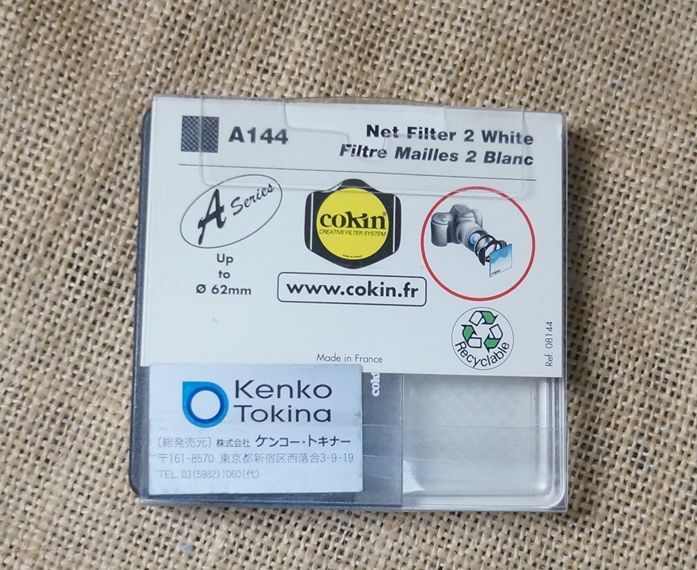 A144
Net Filter 2 White
Filtre Mailles 2 Blanc
A Series
Up
to
Ø 62mm
cokin®
CREATIVE FILTER SYSTEM
www.cokin.fr
Recyclable
Ref. 08144
Made in France
Kenko
Tokina
〔総発売元〕株式会社 ケンコー・トキナー
〒161-8570 東京都新宿区西落合3-9-19
TEL 03(5982)1060(代)